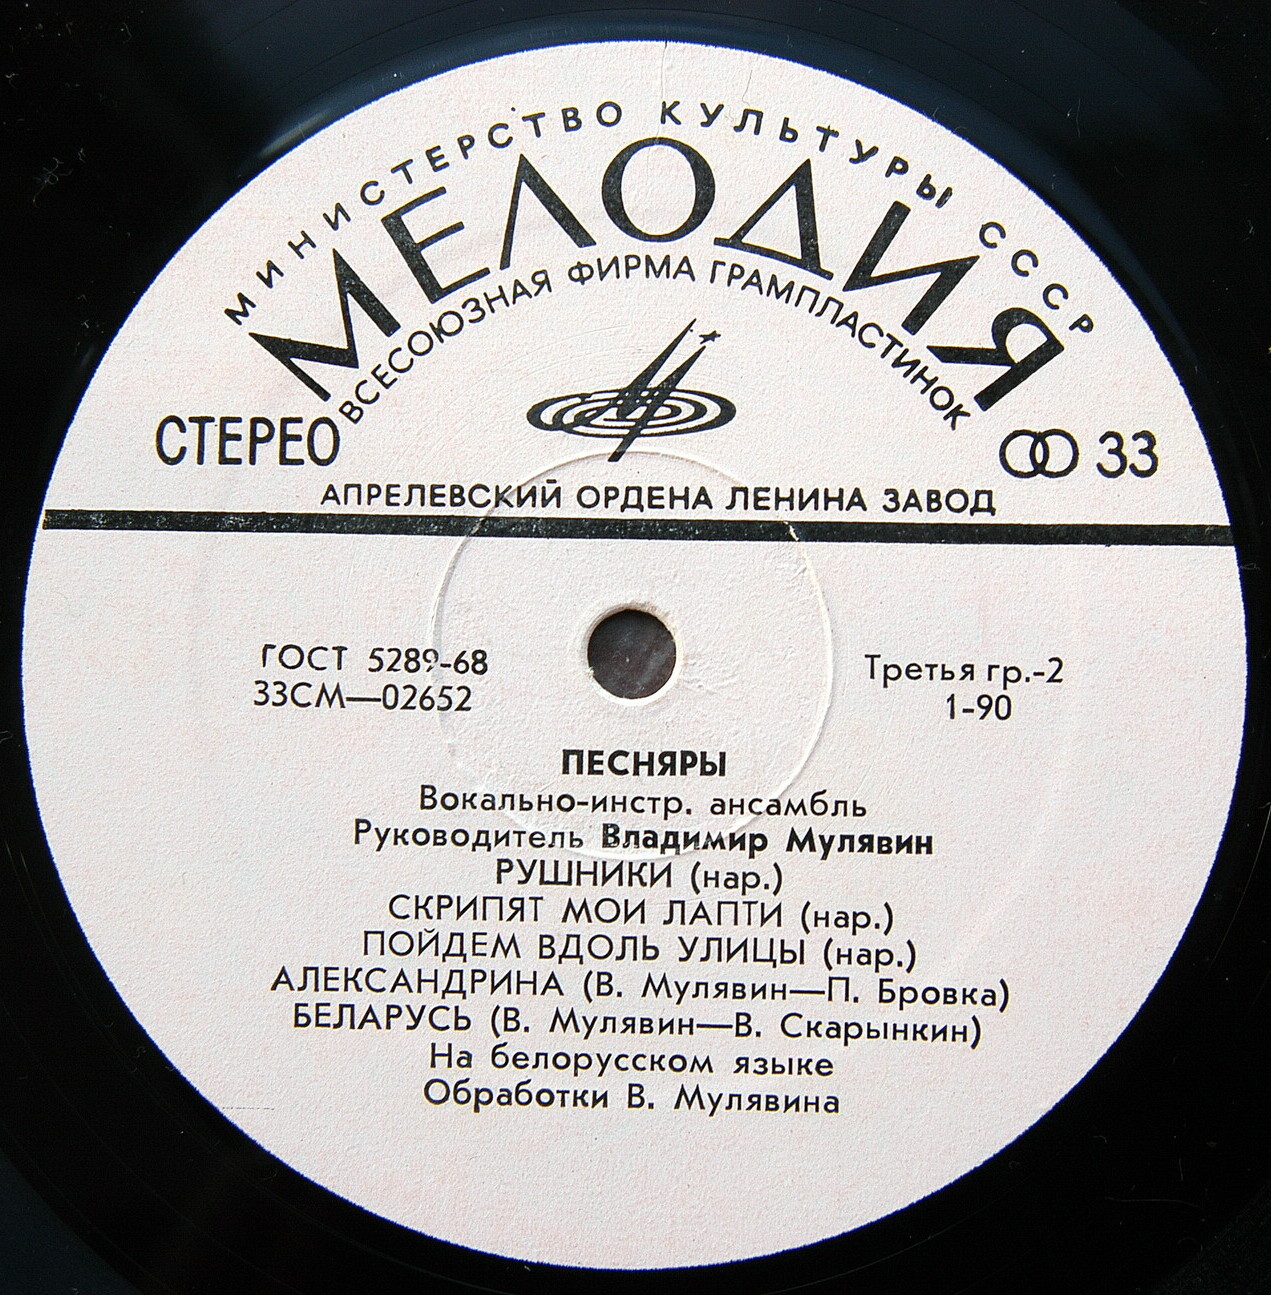 МИНИСТЕРСТВО КУЛЬТУРЫ СССР
МЕЛОДИЯ
ВСЕСОЮЗНАЯ ФИРМА ГРАМПЛАСТИНОК
СТЕРЕО
33
АПРЕЛЕВСКИЙ ОРДЕНА ЛЕНИНА ЗАВОД
ГОСТ 5289-68
33СМ—02652
Третья гр.-2
1-90
ПЕСНЯРЫ
Вокально-инстр. ансамбль
Руководитель Владимир Мулявин
РУШНИКИ (нар.)
СКРИПЯТ МОИ ЛАПТИ (нар.)
ПОЙДЕМ ВДОЛЬ УЛИЦЫ (нар.)
АЛЕКСАНДРИНА (В. Мулявин—П. Бровка)
БЕЛАРУСЬ (В. Мулявин—В. Скарынкин)
На белорусском языке
Обработки В. Мулявина